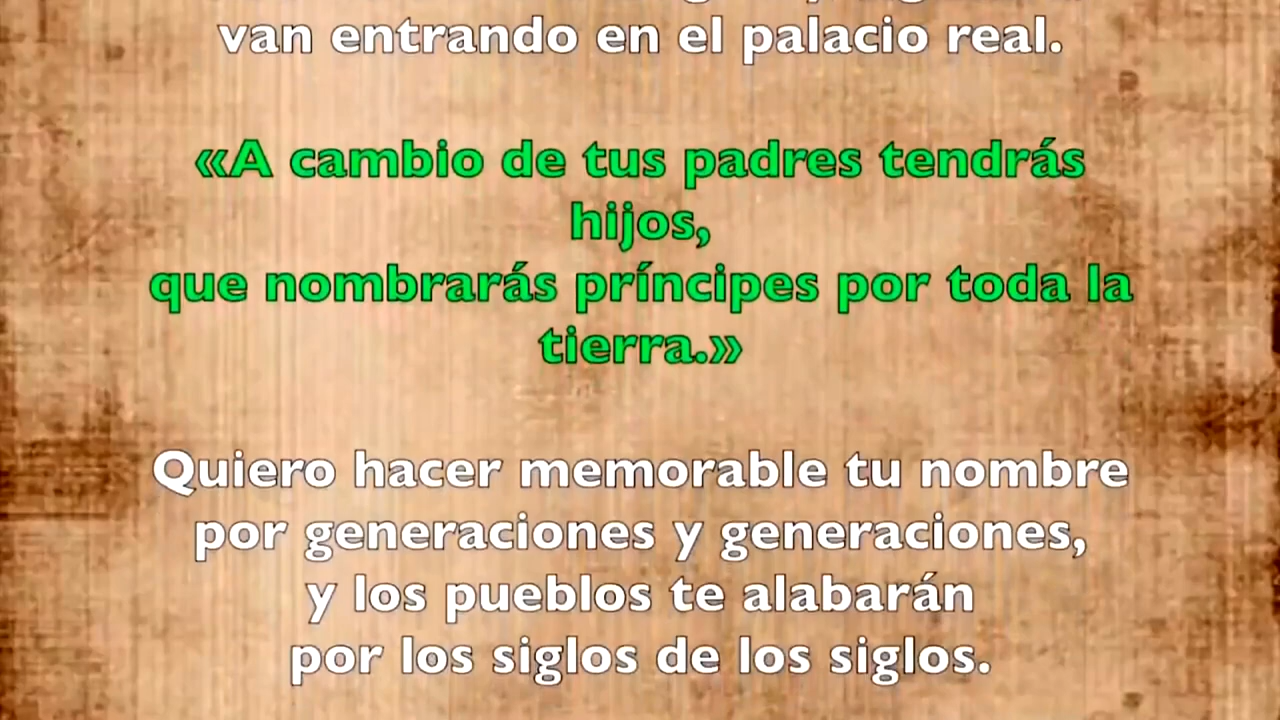 van entrando en el palacio real.
«A cambio de tus padres tendrás
hijos,
que nombrarás príncipes por toda la
tierra.»
Quiero hacer memorable tu nombre
por generaciones y generaciones,
y los pueblos te alabarán
por los siglos de los siglos.